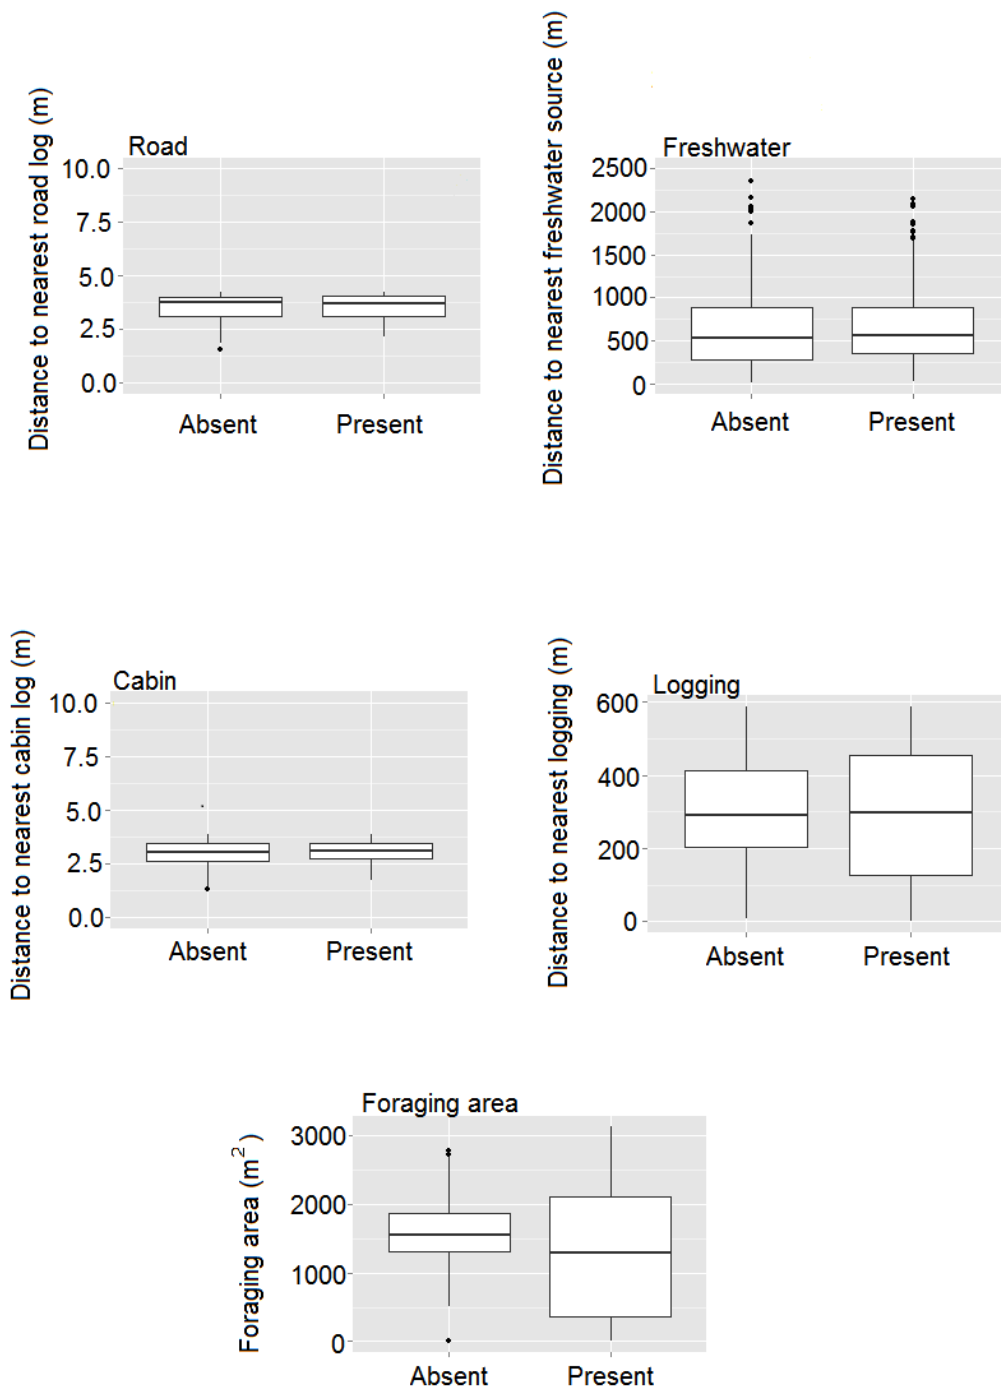 Road
Distance to nearest road log (m)
10.0
7.5
5.0
2.5
0.0
Absent Present
Freshwater
Distance to nearest freshwater source (m)
2500
2000
1500
1000
500
0
Absent Present
Cabin
Distance to nearest cabin log (m)
10.0
7.5
5.0
2.5
0.0
Absent Present
Logging
Distance to nearest logging (m)
600
400
200
0
Absent Present
Foraging area
Foraging area (m²)
3000
2000
1000
0
Absent Present